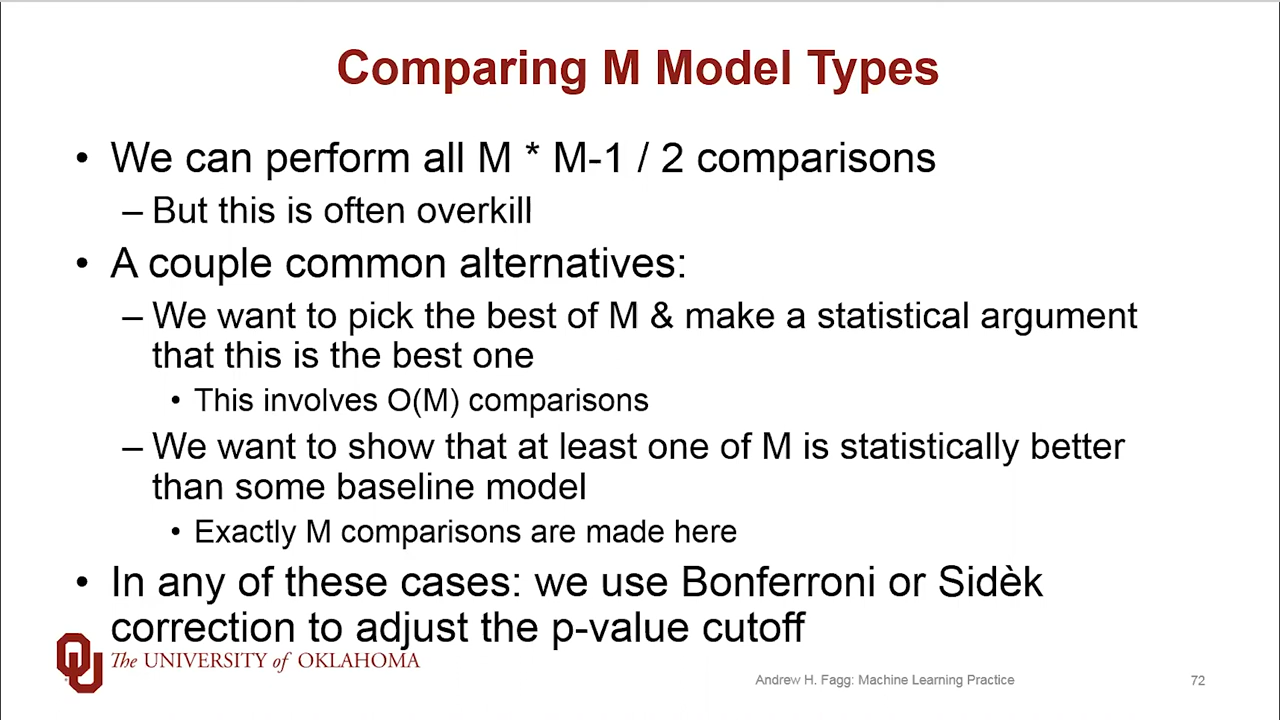 Comparing M Model Types
• We can perform all M * M-1 / 2 comparisons
– But this is often overkill
• A couple common alternatives:
– We want to pick the best of M & make a statistical argument
that this is the best one
• This involves O(M) comparisons
– We want to show that at least one of M is statistically better
than some baseline model
• Exactly M comparisons are made here
• In any of these cases: we use Bonferroni or Sidèk
correction to adjust the p-value cutoff
The UNIVERSITY of OKLAHOMA
Andrew H. Fagg: Machine Learning Practice
72